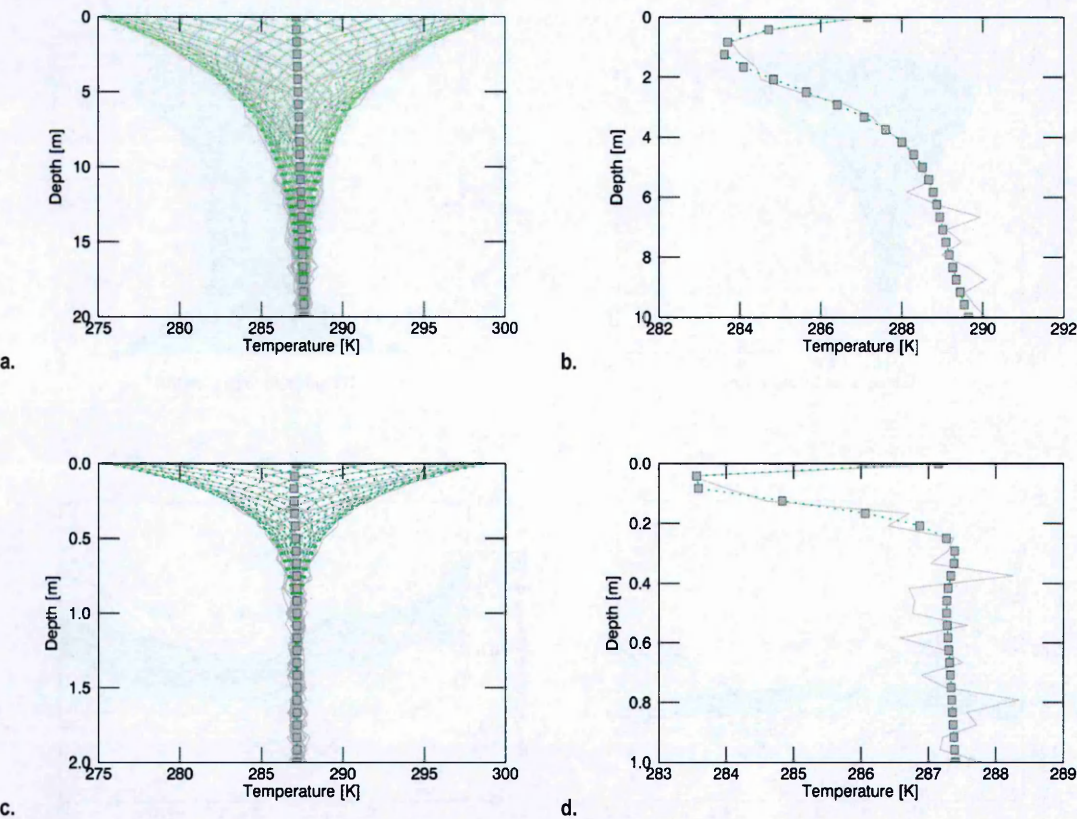 0
5
10
15
20
275 280 285 290 295 300
Depth [m]
Temperature [K]
a.
0
2
4
6
8
10
282 284 286 288 290 292
Depth [m]
Temperature [K]
b.
0.0
0.5
1.0
1.5
2.0
275 280 285 290 295 300
Depth [m]
Temperature [K]
c.
0.0
0.2
0.4
0.6
0.8
1.0
283 284 285 286 287 288 289
Depth [m]
Temperature [K]
d.